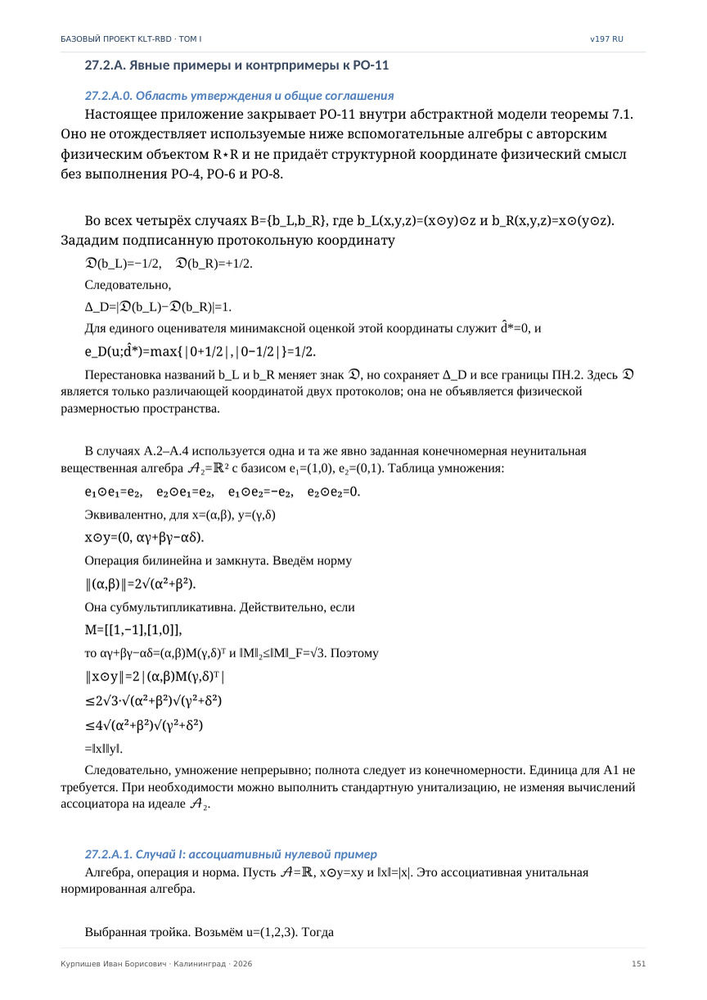 БАЗОВЫЙ ПРОЕКТ KLT-RBD · ТОМ I
v197 RU
27.2.A. Явные примеры и контрпримеры к PO-11
27.2.A.0. Область утверждения и общие соглашения
Настоящее приложение закрывает PO-11 внутри абстрактной модели теоремы 7.1.
Оно не отождествляет используемые ниже вспомогательные алгебры с авторским
физическим объектом R⋆R и не придаёт структурной координате физический смысл
без выполнения PO-4, PO-6 и PO-8.
Во всех четырёх случаях B={b_L,b_R}, где b_L(x,y,z)=(x⊙y)⊙z и b_R(x,y,z)=x⊙(y⊙z).
Зададим подписанную протокольную координату
𝔇(b_L)=−1/2, 𝔇(b_R)=+1/2.
Следовательно,
Δ_D=|𝔇(b_L)−𝔇(b_R)|=1.
Для единого оценивателя минимаксной оценкой этой координаты служит d̂*=0, и
e_D(u;d̂*)=max{|0+1/2|,|0−1/2|}=1/2.
Перестановка названий b_L и b_R меняет знак 𝔇, но сохраняет Δ_D и все границы ПН.2. Здесь 𝔇
является только различающей координатой двух протоколов; она не объявляется физической
размерностью пространства.
В случаях A.2–A.4 используется одна и та же явно заданная конечномерная неунитальная
вещественная алгебра 𝒜₂=ℝ² с базисом e₁=(1,0), e₂=(0,1). Таблица умножения:
e₁⊙e₁=e₂, e₂⊙e₁=e₂, e₁⊙e₂=−e₂, e₂⊙e₂=0.
Эквивалентно, для x=(α,β), y=(γ,δ)
x⊙y=(0, αγ+βγ−αδ).
Операция билинейна и замкнута. Введём норму
‖(α,β)‖=2√(α²+β²).
Она субмультипликативна. Действительно, если
M=[[1,−1],[1,0]],
то αγ+βγ−αδ=(α,β)M(γ,δ)ᵀ и ‖M‖₂≤‖M‖_F=√3. Поэтому
‖x⊙y‖=2|(α,β)M(γ,δ)ᵀ|
≤2√3·√(α²+β²)√(γ²+δ²)
≤4√(α²+β²)√(γ²+δ²)
=‖x‖‖y‖.
Следовательно, умножение непрерывно; полнота следует из конечномерности. Единица для A1 не
требуется. При необходимости можно выполнить стандартную унитализацию, не изменяя вычислений
ассоциатора на идеале 𝒜₂.
27.2.A.1. Случай I: ассоциативный нулевой пример
Алгебра, операция и норма. Пусть 𝒜=ℝ, x⊙y=xy и ‖x‖=|x|. Это ассоциативная унитальная
нормированная алгебра.
Выбранная тройка. Возьмём u=(1,2,3). Тогда
Курпишев Иван Борисович · Калининград · 2026
151